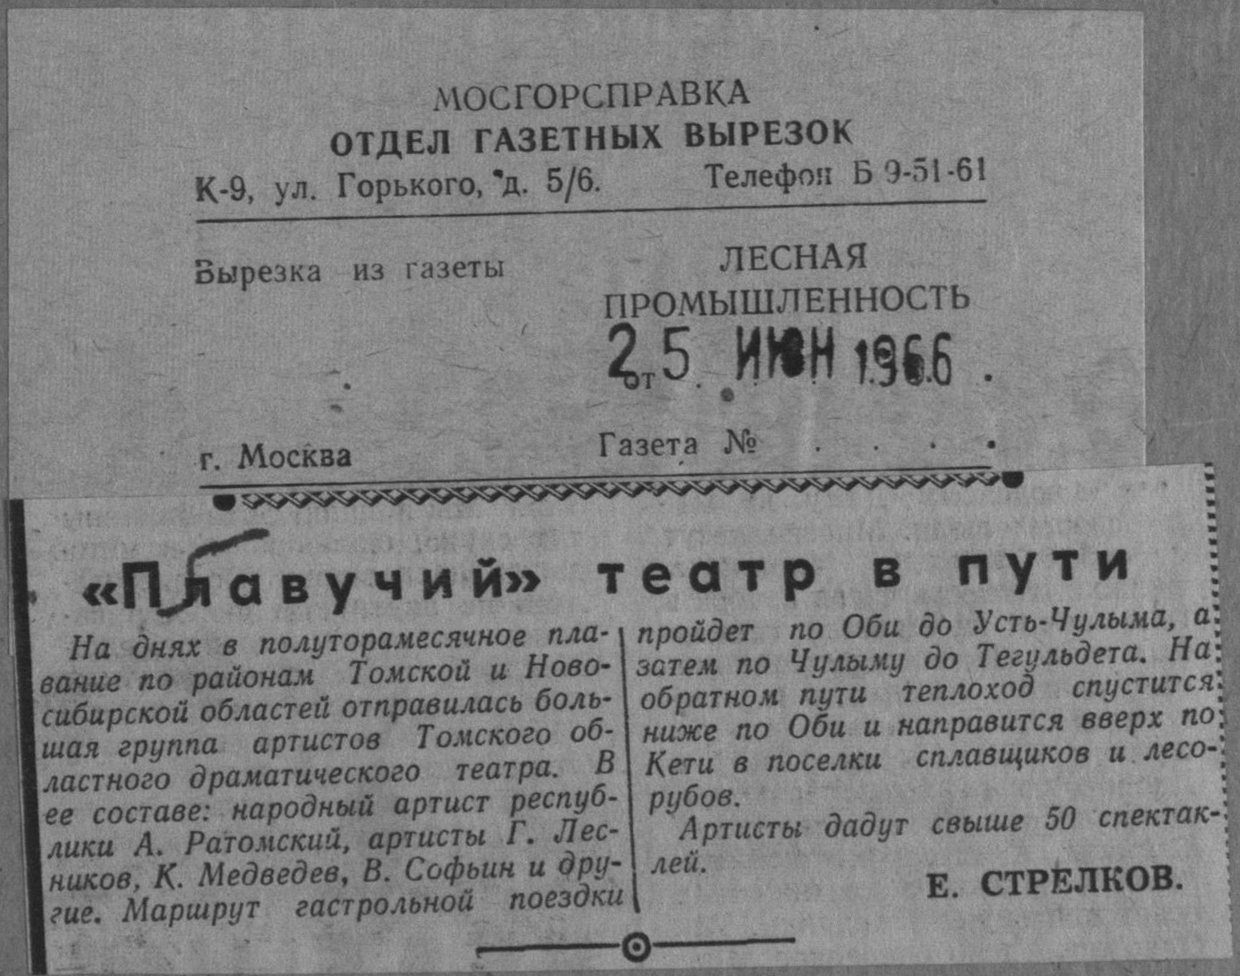 МОСГОРСПРАВКА
ОТДЕЛ ГАЗЕТНЫХ ВЫРЕЗОК
К-9, ул. Горького, д. 5/6. Телефон Б 9-51-61
Вырезка из газеты
ЛЕСНАЯ
ПРОМЫШЛЕННОСТЬ
от 25 ИЮН 1966
г. Москва Газета № . . . .
«Плавучий» театр в пути
На днях в полуторамесячное пла-
вание по районам Томской и Ново-
сибирской областей отправилась боль-
шая группа артистов Томского об-
ластного драматического театра. В
ее составе: народный артист респуб-
лики А. Ратомский, артисты Г. Лес-
ников, К. Медведев, В. Софьин и дру-
гие. Маршрут гастрольной поездки
пройдет по Оби до Усть-Чулыма, а
затем по Чулыму до Тегульдета. На
обратном пути теплоход спустится
ниже по Оби и направится вверх по
Кети в поселки сплавщиков и лесо-
рубов.
Артисты дадут свыше 50 спектак-
лей.
Е. СТРЕЛКОВ.